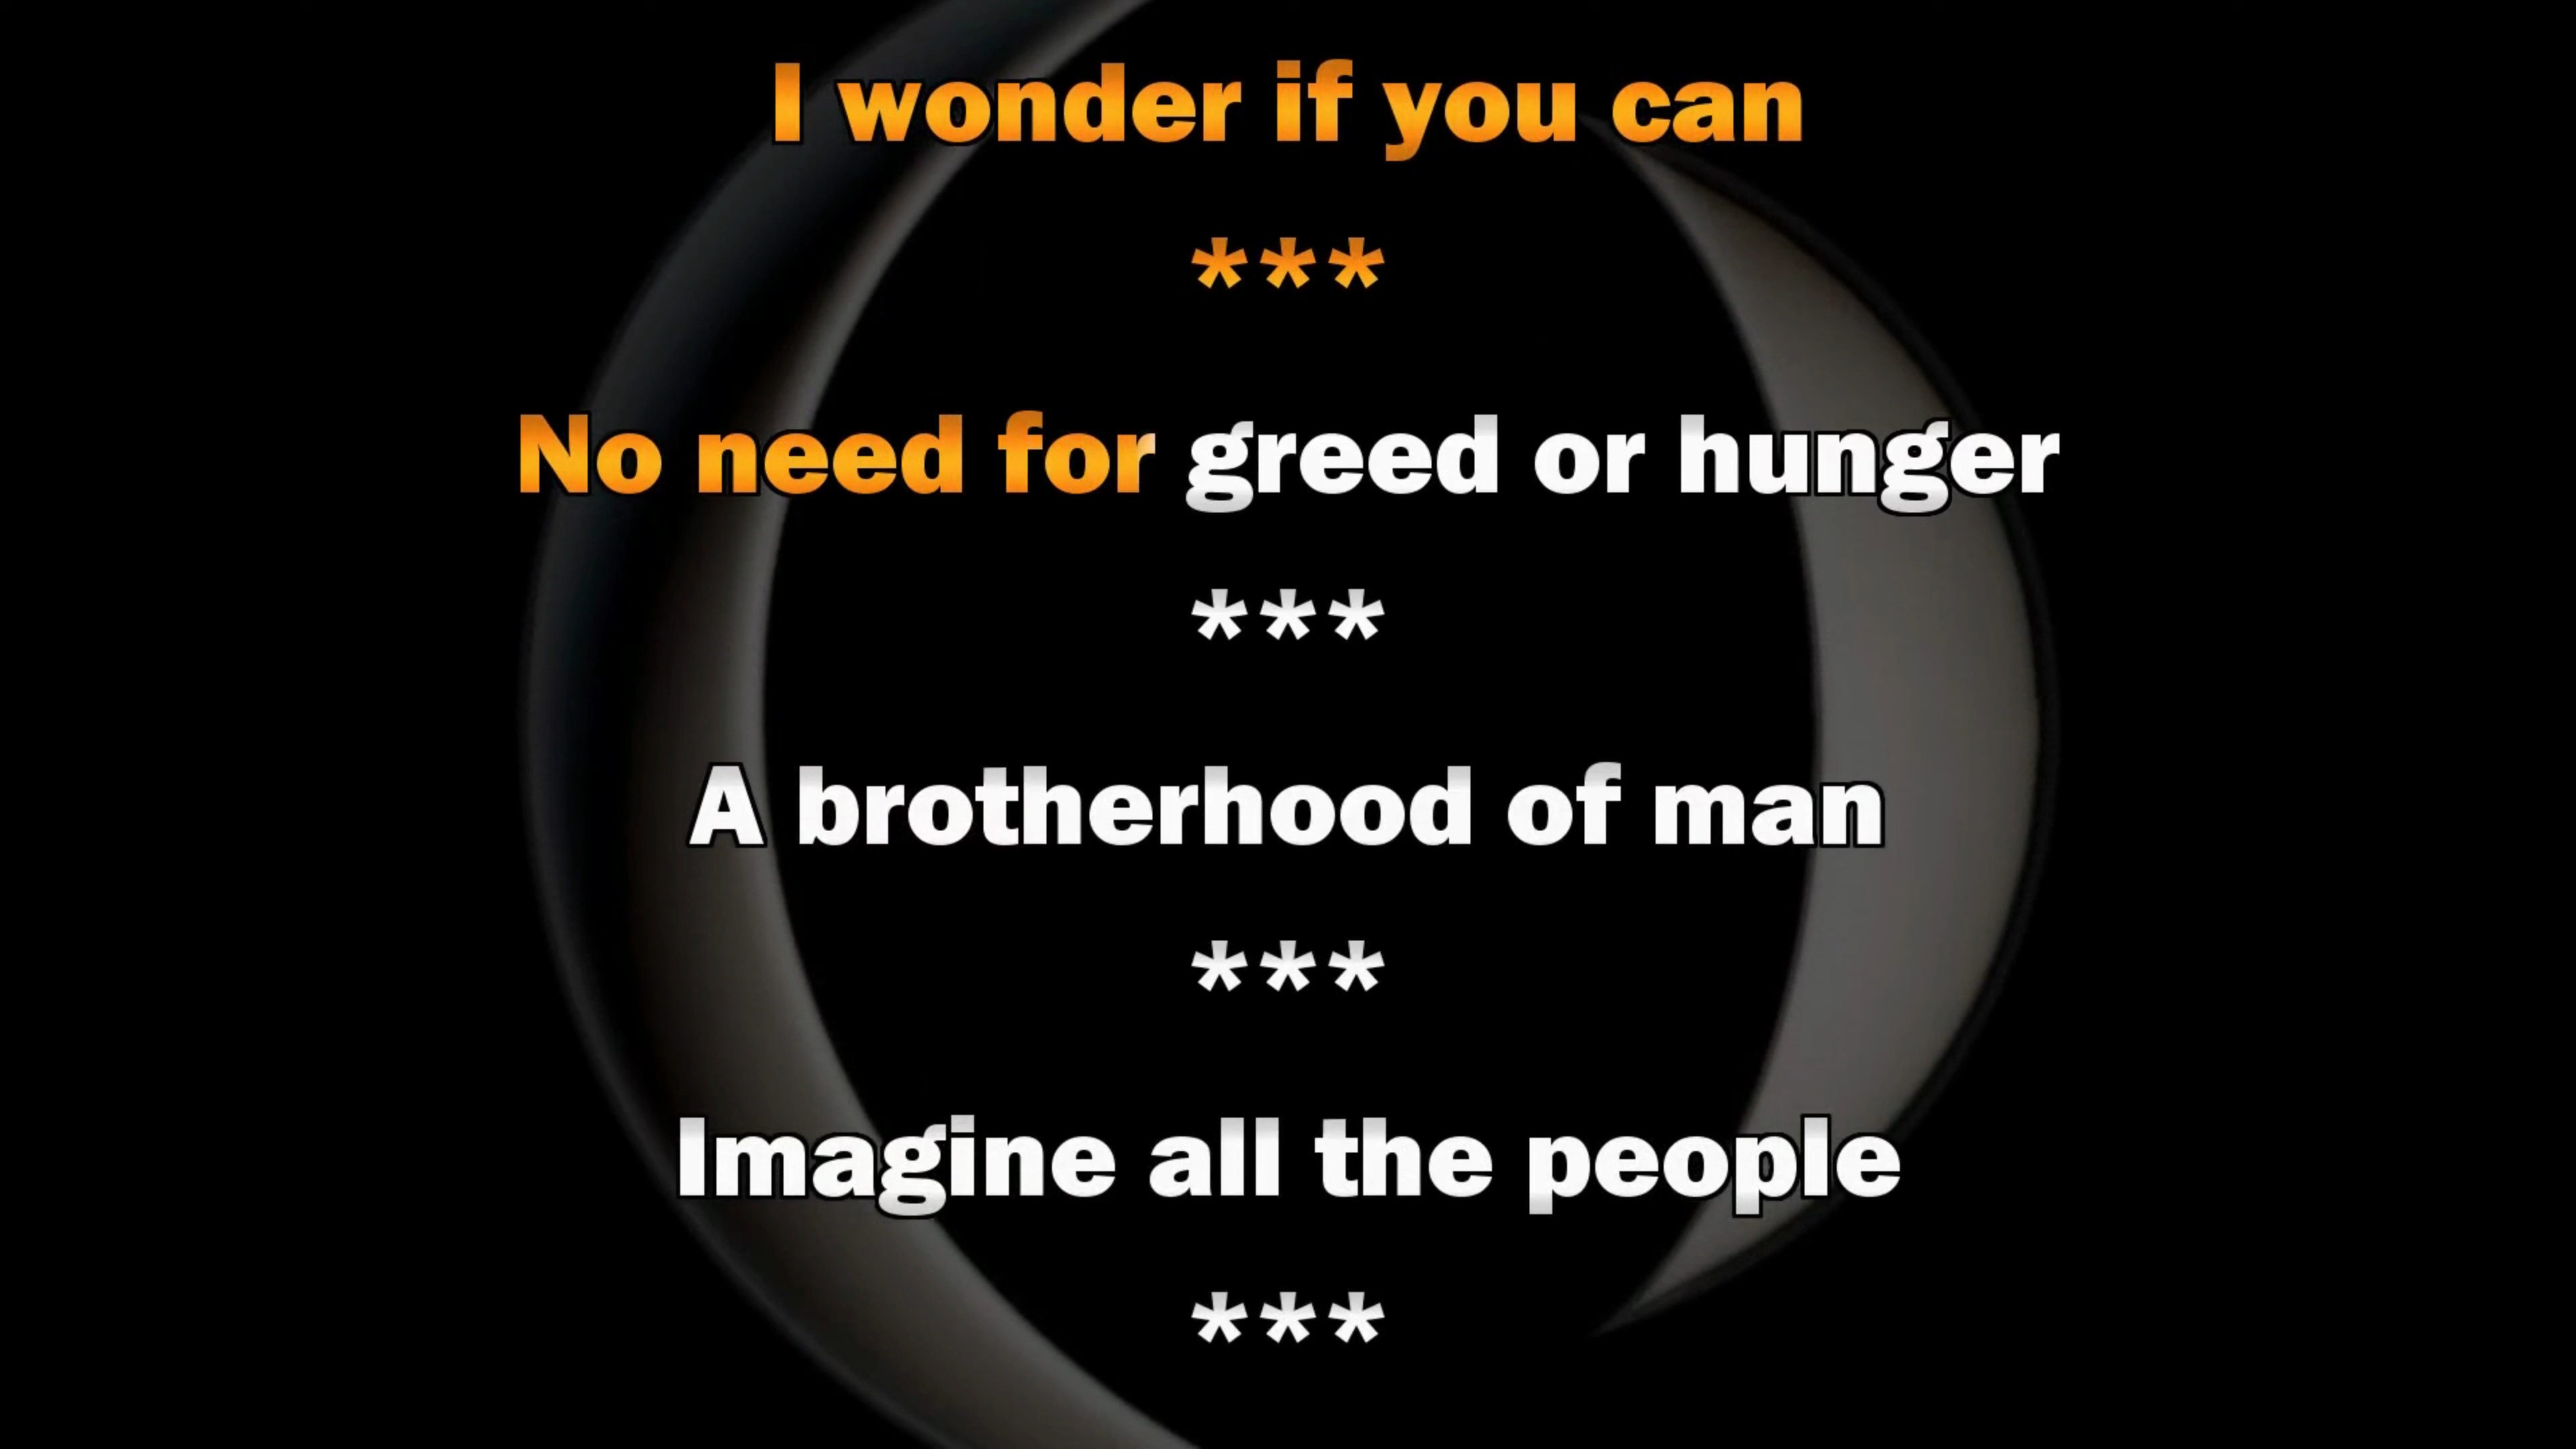 I wonder if you can
***
No need for greed or hunger
***
A brotherhood of man
***
Imagine all the people
***